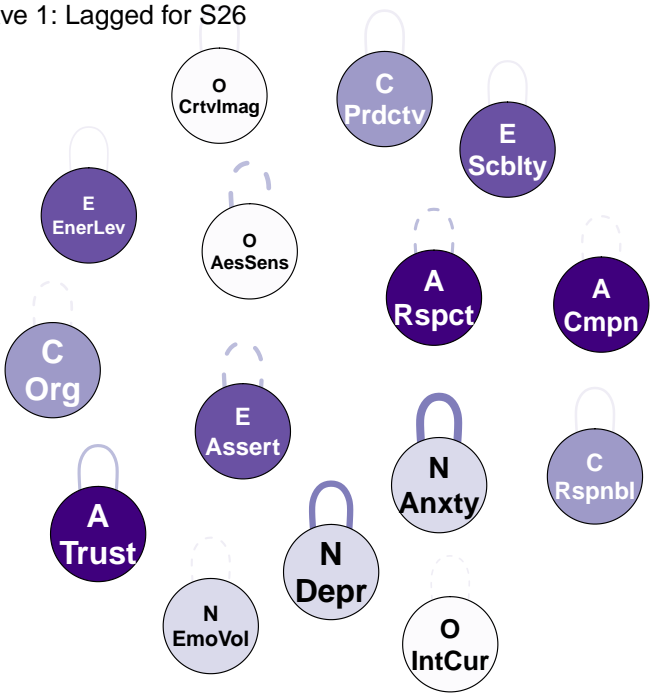 ve 1: Lagged for S26
O
CrtvImag
C
Prdctv
E
Scblty
E
EnerLev
O
AesSens
A
Rspct
A
Cmpn
C
Org
E
Assert
N
Anxty
C
Rspnbl
A
Trust
N
Depr
N
EmoVol
O
IntCur